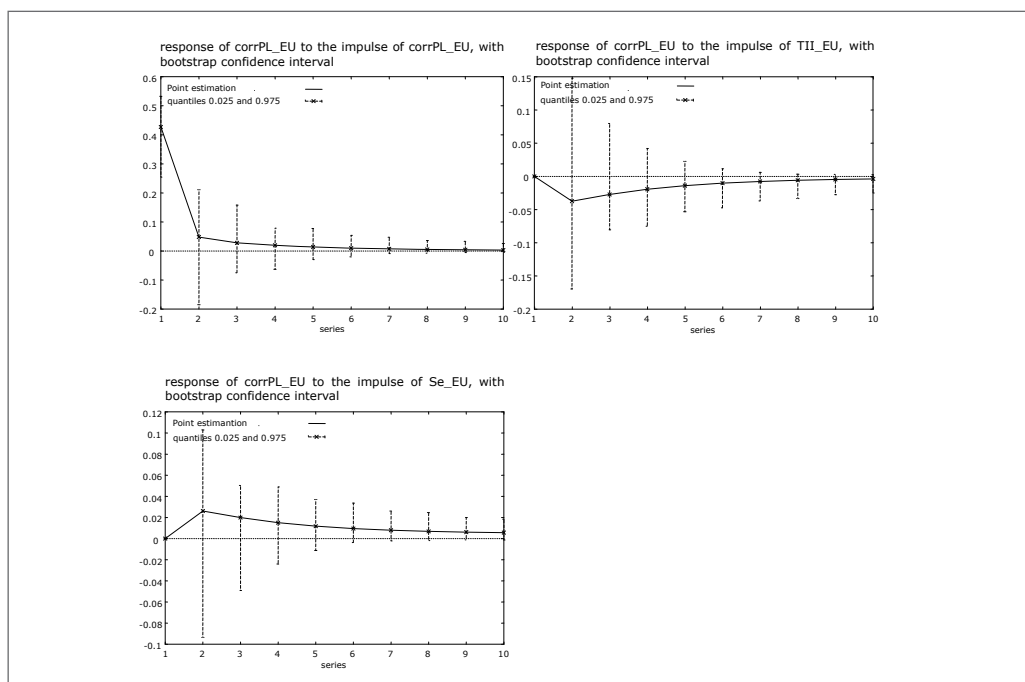 response of corrPL_EU to the impulse of corrPL_EU, with
bootstrap confidence interval
0.6
0.5
0.4
0.3
0.2
0.1
0
-0.1
-0.2
Point estimation
quantiles 0.025 and 0.975
1 2 3 4 5 6 7 8 9 10
series
response of corrPL_EU to the impulse of TII_EU, with
bootstrap confidence interval
0.15
0.1
0.05
0
-0.05
-0.1
-0.15
-0.2
Point estimation
quantiles 0.025 and 0.975
1 2 3 4 5 6 7 8 9 10
series
response of corrPL_EU to the impulse of Se_EU, with
bootstrap confidence interval
0.12
0.1
0.08
0.06
0.04
0.02
0
-0.02
-0.04
-0.06
-0.08
-0.1
Point estimantion
quantiles 0.025 and 0.975
1 2 3 4 5 6 7 8 9 10
series